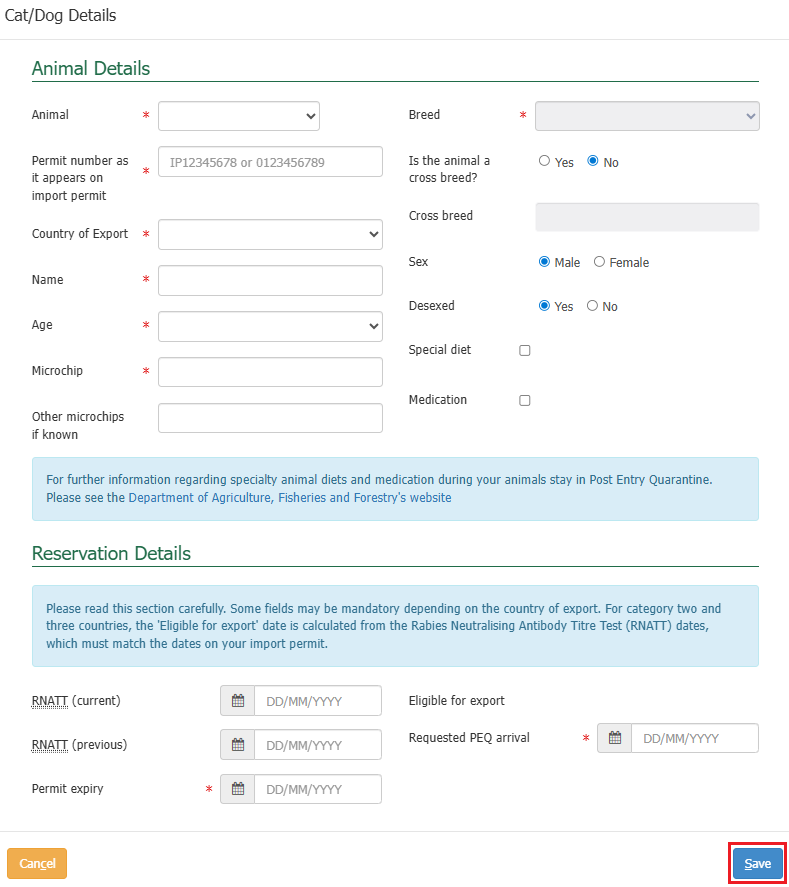 Cat/Dog Details
Animal Details
Animal *
Permit number as
it appears on
import permit *
IP12345678 or 0123456789
Country of Export *
Name *
Age *
Microchip *
Other microchips
if known
Breed *
Is the animal a
cross breed?
Yes No
Cross breed
Sex Male Female
Desexed Yes No
Special diet
Medication
For further information regarding specialty animal diets and medication during your animals stay in Post Entry Quarantine.
Please see the Department of Agriculture, Fisheries and Forestry's website
Reservation Details
Please read this section carefully. Some fields may be mandatory depending on the country of export. For category two and
three countries, the 'Eligible for export' date is calculated from the Rabies Neutralising Antibody Titre Test (RNATT) dates,
which must match the dates on your import permit.
RNATT (current) DD/MM/YYYY
RNATT (previous) DD/MM/YYYY
Permit expiry * DD/MM/YYYY
Eligible for export
Requested PEQ arrival * DD/MM/YYYY
Cancel
Save